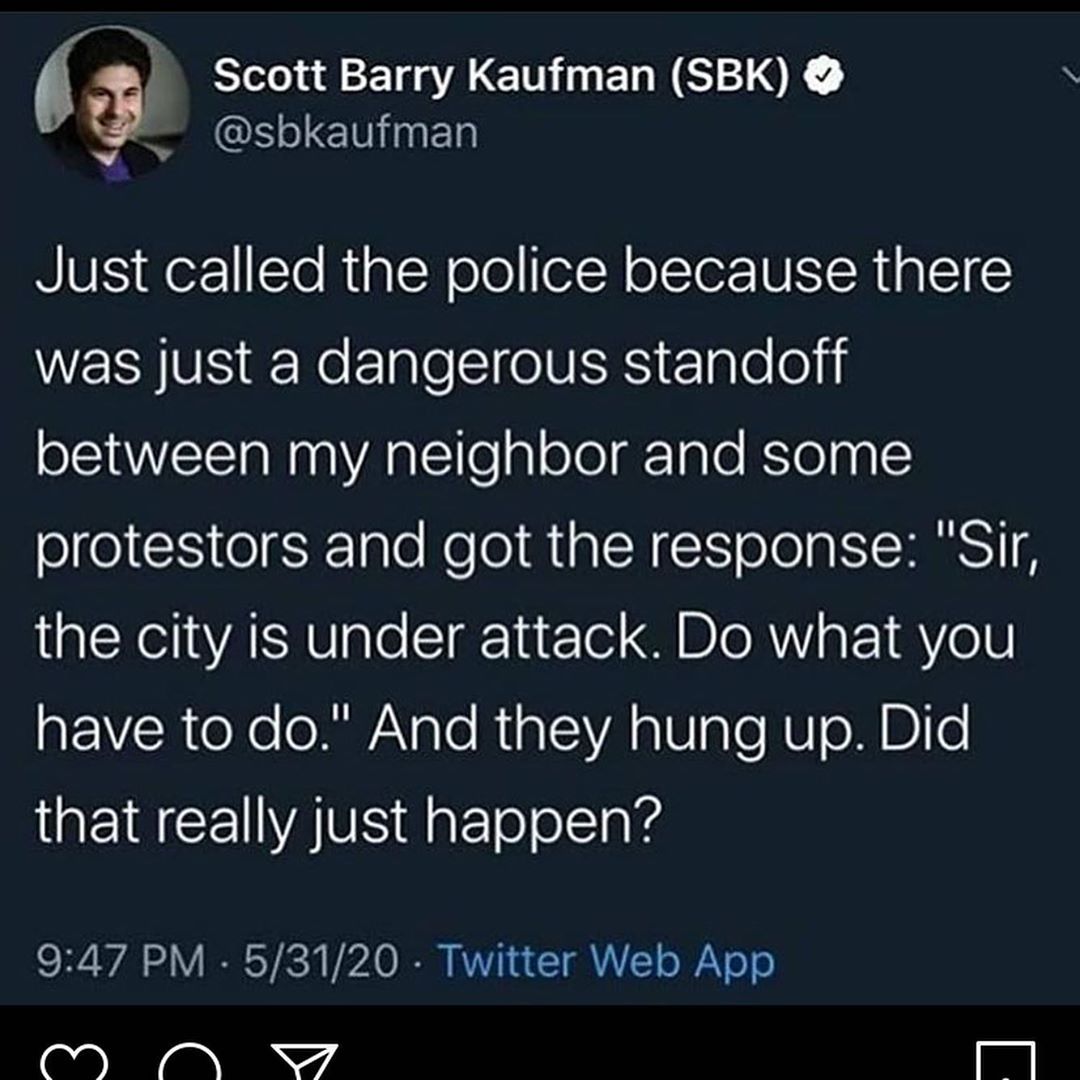 Scott Barry Kaufman (SBK)
@sbkaufman
Just called the police because there
was just a dangerous standoff
between my neighbor and some
protestors and got the response: "Sir,
the city is under attack. Do what you
have to do." And they hung up. Did
that really just happen?
9:47 PM · 5/31/20 · Twitter Web App